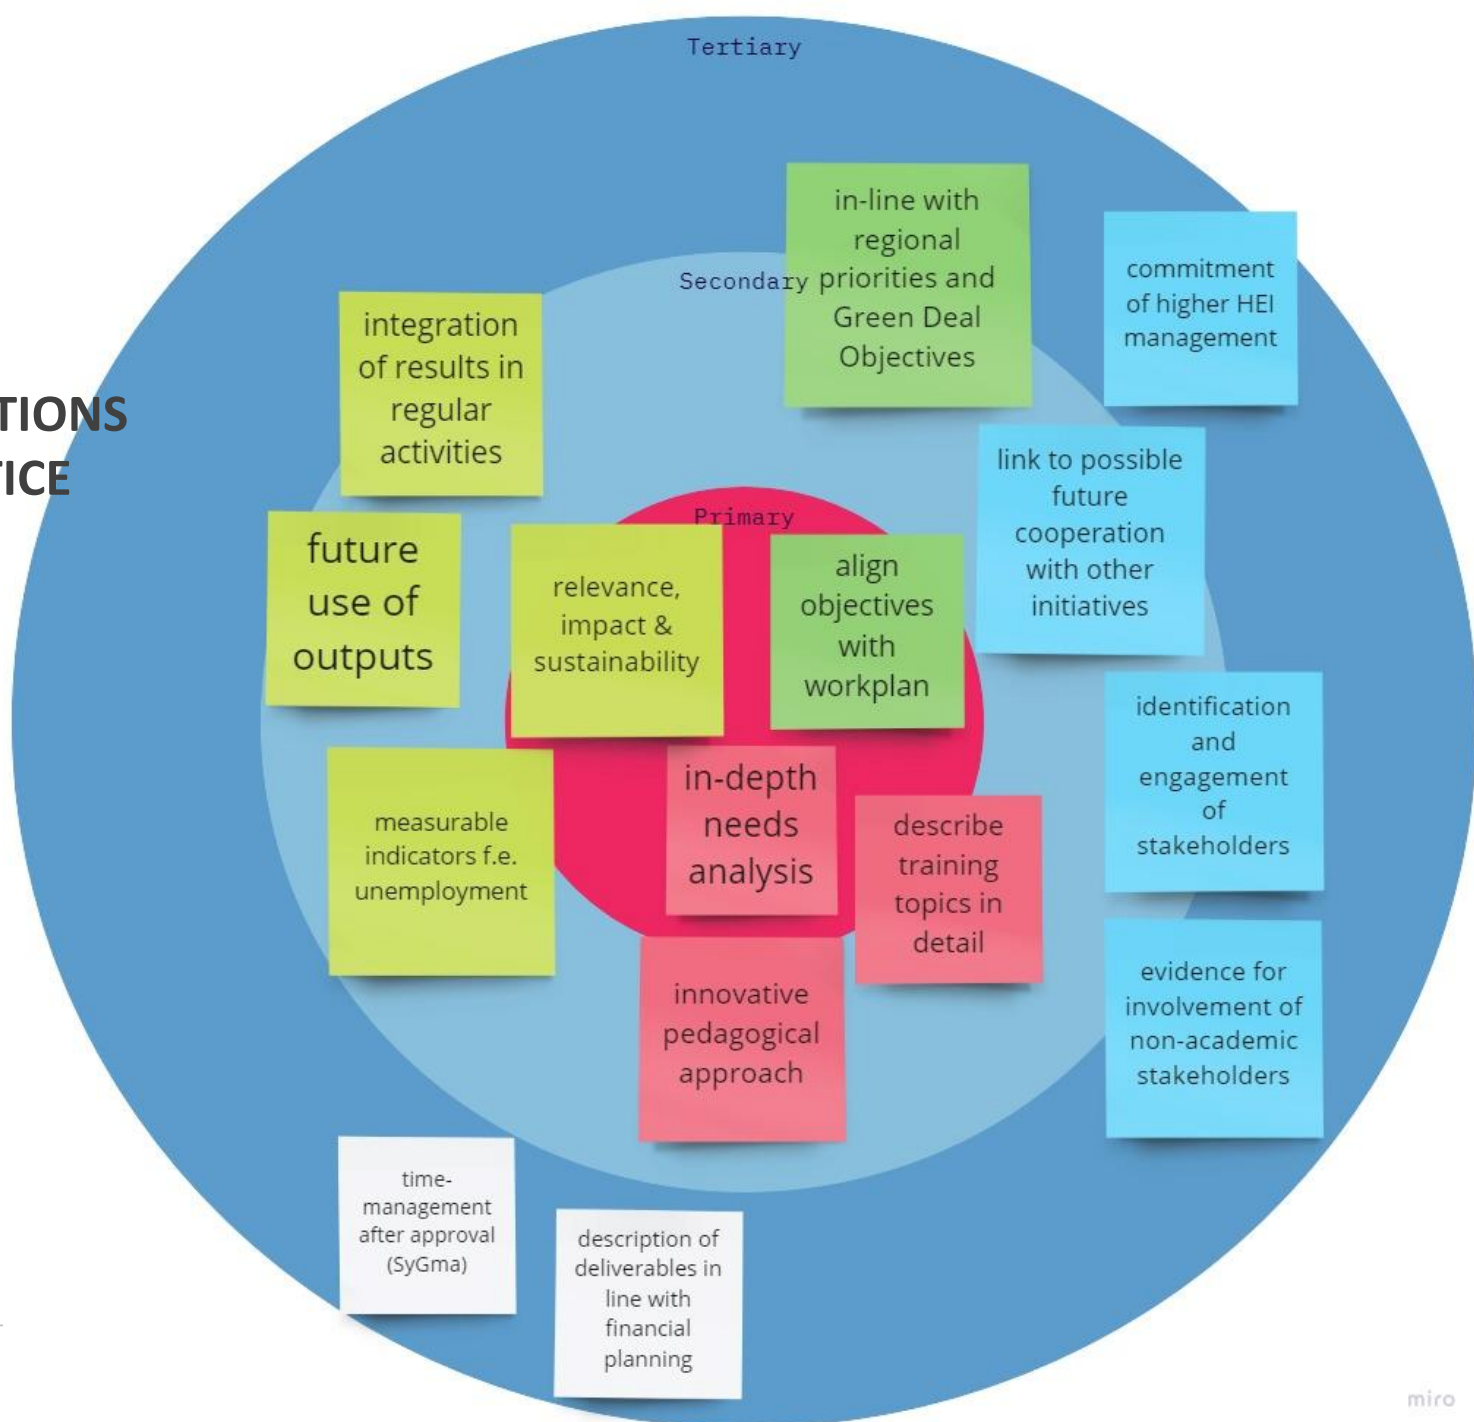 Tertiary
in-line with
regional
priorities and
Green Deal
Objectives
commitment
of higher HEI
management
Secondary
integration
of results in
regular
activities
TIONS
TICE
link to possible
future
cooperation
with other
initiatives
Primary
future
use of
outputs
relevance,
impact &
sustainability
align
objectives
with
workplan
identification
and
engagement
of
stakeholders
measurable
indicators f.e.
unemployment
in-depth
needs
analysis
describe
training
topics in
detail
innovative
pedagogical
approach
evidence for
involvement of
non-academic
stakeholders
time-
management
after approval
(SyGma)
description of
deliverables in
line with
financial
planning
miro